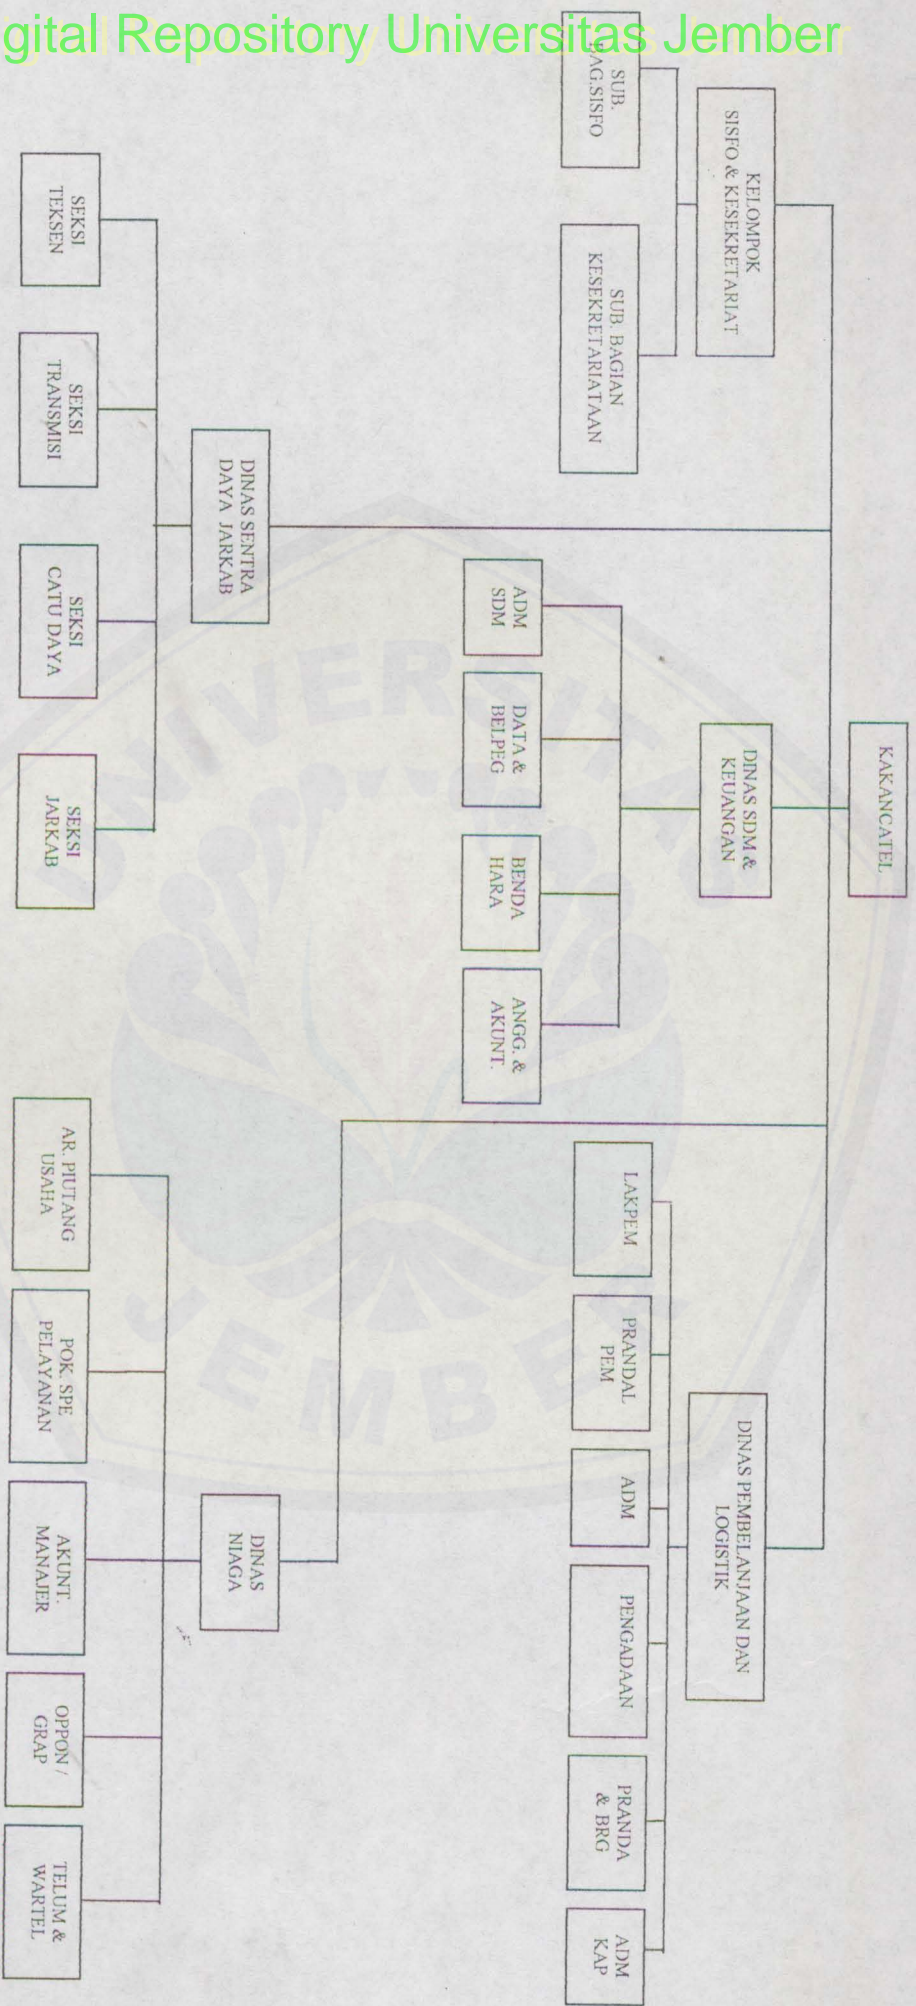 gital Repository Universitas Jember
KAKANCATEL
KELOMPOK
SISFO & KESEKRETARIAT
SUB.
BAG.SISFO
SUB. BAGIAN
KESEKRETARIATAAN
DINAS SDM &
KEUANGAN
ADM
SDM
DATA &
BELPEG
BENDA
HARA
ANGG. &
AKUNT.
DINAS PEMBELANJAAN DAN
LOGISTIK
LAKPEM
PRANDAL
PEM
ADM
PENGADAAN
PRANDA
& BRG
ADM
KAP
DINAS SENTRA
DAYA JARKAB
SEKSI
TEKSEN
SEKSI
TRANSMISI
SEKSI
CATU DAYA
SEKSI
JARKAB
DINAS
NIAGA
AR. PIUTANG
USAHA
POK. SPE
PELAYANAN
AKUNT.
MANAJER
OPPON /
GRAP
TELUM &
WARTEL
UNIVERSITAS
JEMBER